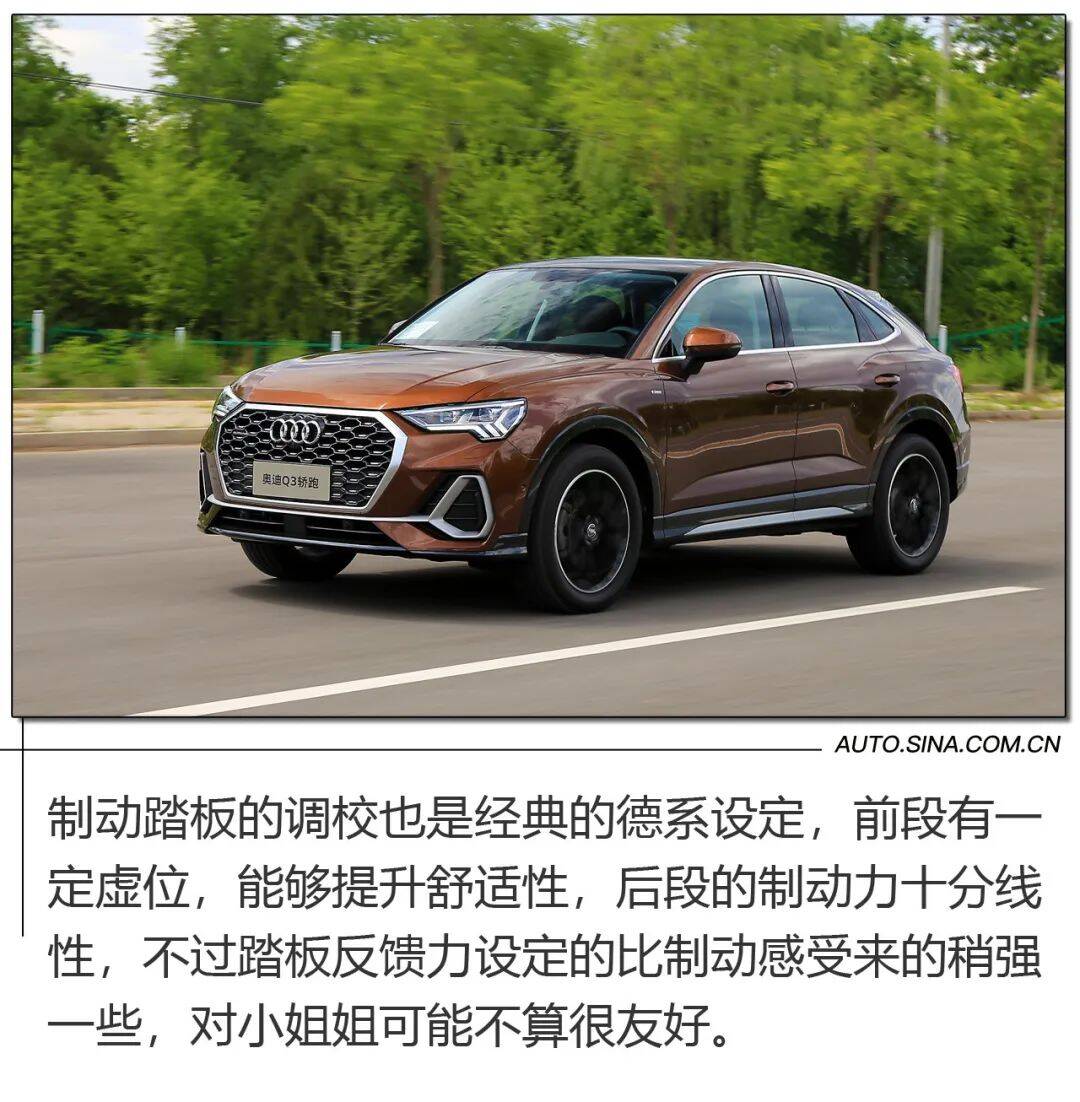 奥迪Q3轿跑
AUTO.SINA.COM.CN
制动踏板的调校也是经典的德系设定，前段有一
定虚位，能够提升舒适性，后段的制动力十分线
性，不过踏板反馈力设定的比制动感受来的稍强
一些，对小姐姐可能不算很友好。